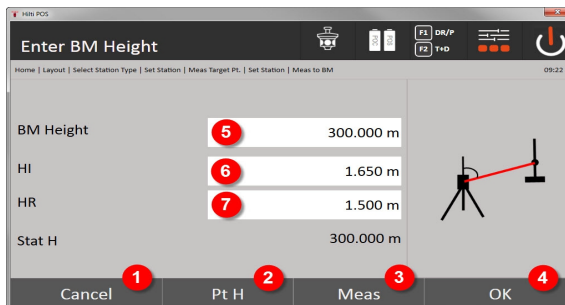 Hilti POS
Enter BM Height
POC
POS
F1 DR/P
F2 T+D
Home | Layout | Select Station Type | Set Station | Meas Target Pt. | Set Station | Meas to BM
09:22
BM Height 5 300.000 m
HI 6 1.650 m
HR 7 1.500 m
Stat H 300.000 m
1 2 3 4
Cancel Pt H Meas OK